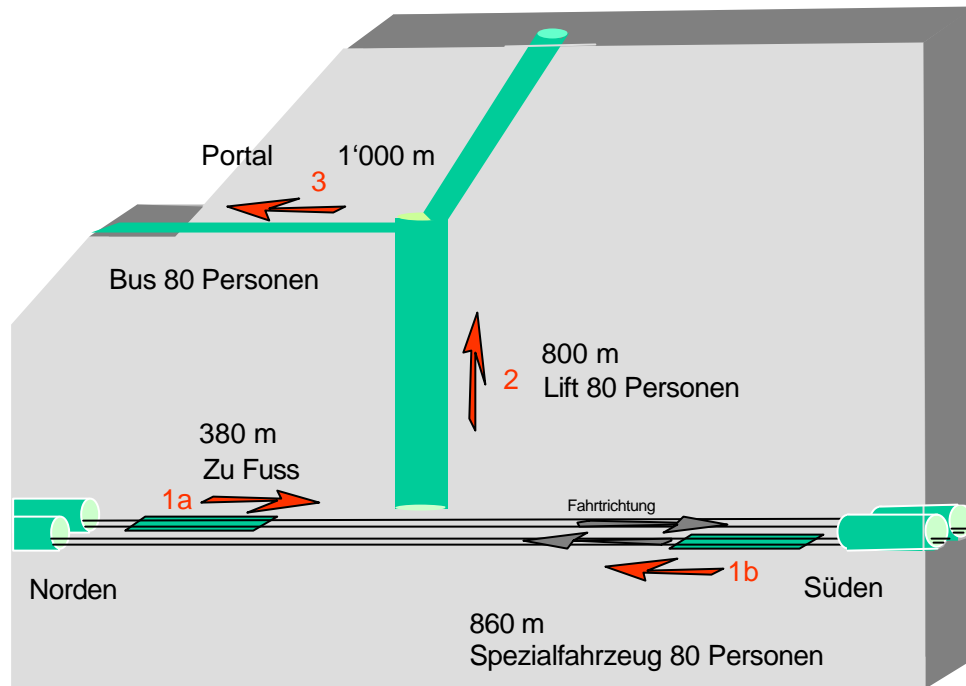 Portal 1‘000 m
3
Bus 80 Personen
2
800 m
Lift 80 Personen
380 m
Zu Fuss
1a
Fahrtrichtung
1b
Norden
Süden
860 m
Spezialfahrzeug 80 Personen